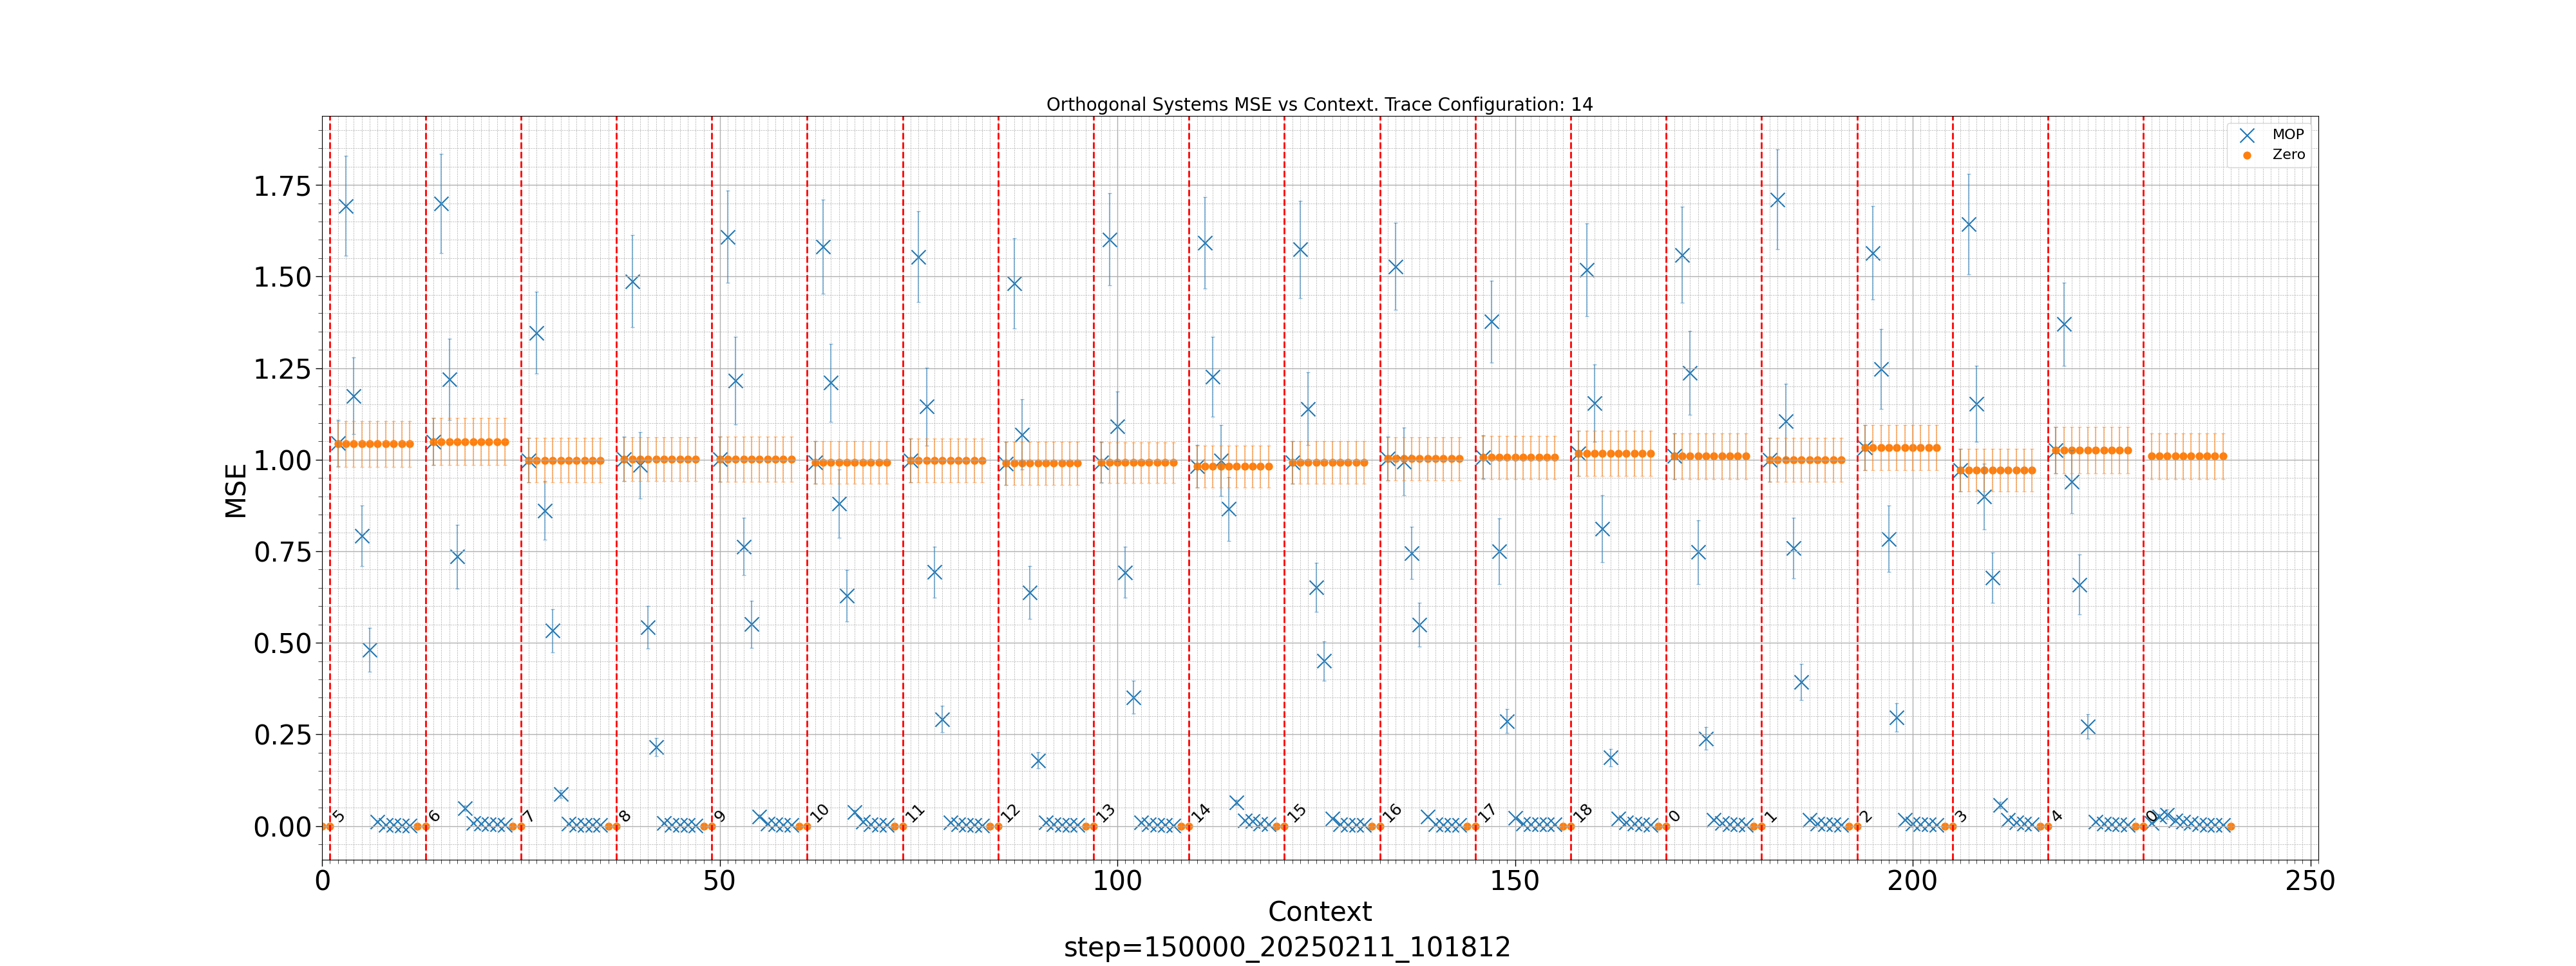 Orthogonal Systems MSE vs Context. Trace Configuration: 14
MOP
Zero
1.75
1.50
1.25
1.00
0.75
0.50
0.25
0.00
MSE
5 6 7 8 9 10 11 12 13 14 15 16 17 18 0 1 2 3 4 0
0 50 100 150 200 250
Context
step=150000_20250211_101812